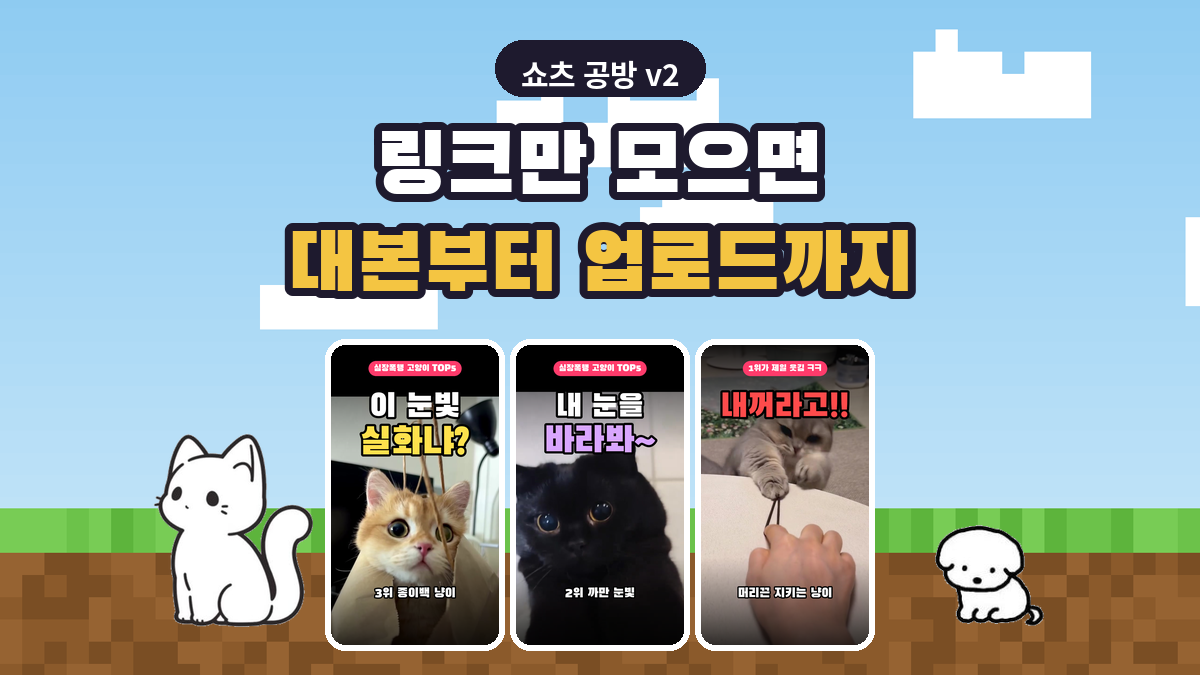 쇼츠 공방 v2
링크만 모으면
대본부터 업로드까지
심장폭행 고양이 TOP5
이 눈빛
실화냐?
3위 종이백 냥이
심장폭행 고양이 TOP5
내 눈을
바라봐~
2위 까만 눈빛
1위가 제일 웃김 ㅋㅋ
내꺼라고!!
머리끈 지키는 냥이